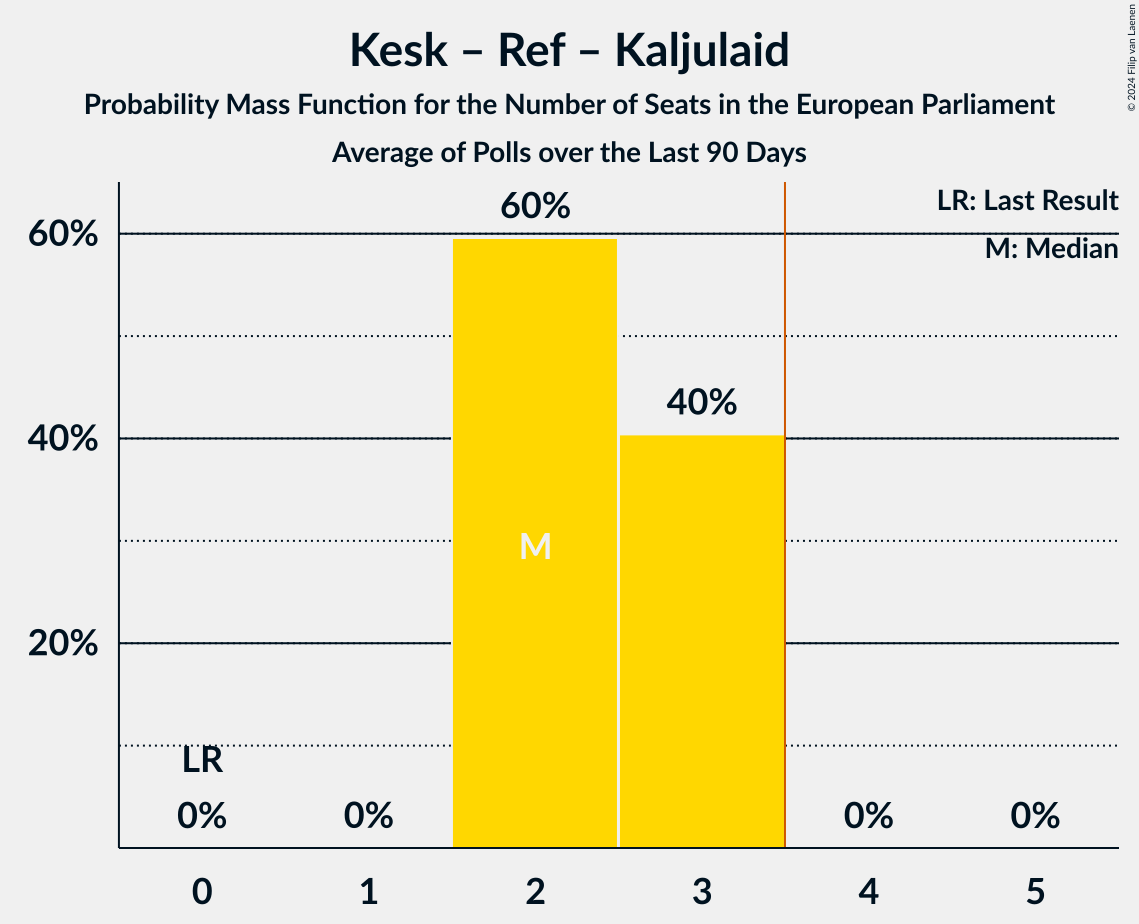 Kesk – Ref – Kaljulaid
Probability Mass Function for the Number of Seats in the European Parliament
Average of Polls over the Last 90 Days
© 2024 Filip van Laenen
LR: Last Result
M: Median
60%
40%
20%
60%
40%
M
LR
0%
0%
0%
0%
0 1 2 3 4 5